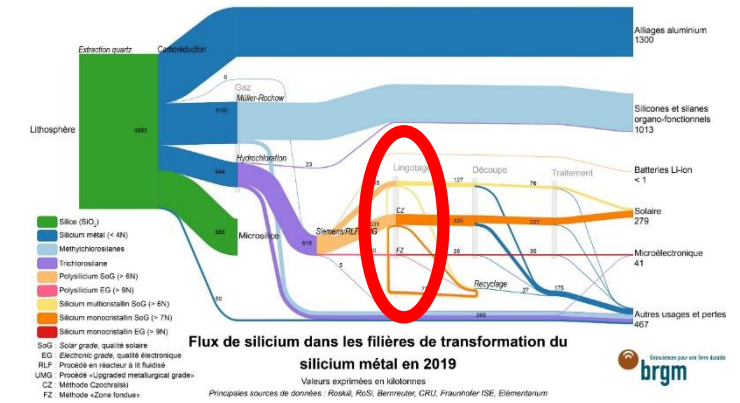 Alliages aluminium
1300
Extraction quartz
Carboréduction
6
Gaz
Müller-Rochow
1100
Silicones et silanes
organo-fonctionnels
1013
Lithosphère
Hydrochloration
23
544
Lingotage
Découpe
Traitement
Batteries Li-ion
< 1
127
76
CZ
Solaire
279
325
227
Siemens/RLF
615
Microsilice
963
FZ
36
Microélectronique
41
5
Recyclage
27
175
50
265
Autres usages et pertes
467
Silice (SiO₂)
Silicium métal (< 4N)
Méthylchlorosilanes
Trichlorosilane
Polysilicium SoG (> 6N)
Polysilicium EG (> 9N)
Silicium multicristallin SoG (> 6N)
Silicium monocristallin SoG (> 7N)
Silicium monocristallin EG (> 9N)
SoG : Solar grade, qualité solaire
EG : Electronic grade, qualité électronique
RLF : Procédé en réacteur à lit fluidisé
UMG : Procédé «Upgraded metallurgical grade»
CZ : Méthode Czochralski
FZ : Méthode «Zone fondue»
Flux de silicium dans les filières de transformation du
silicium métal en 2019
Valeurs exprimées en kilotonnes
Principales sources de données : Roskill, RoSi, Bernreuter, CRU, Fraunhofer ISE, Elémentarium
Géosciences pour une Terre durable
brgm